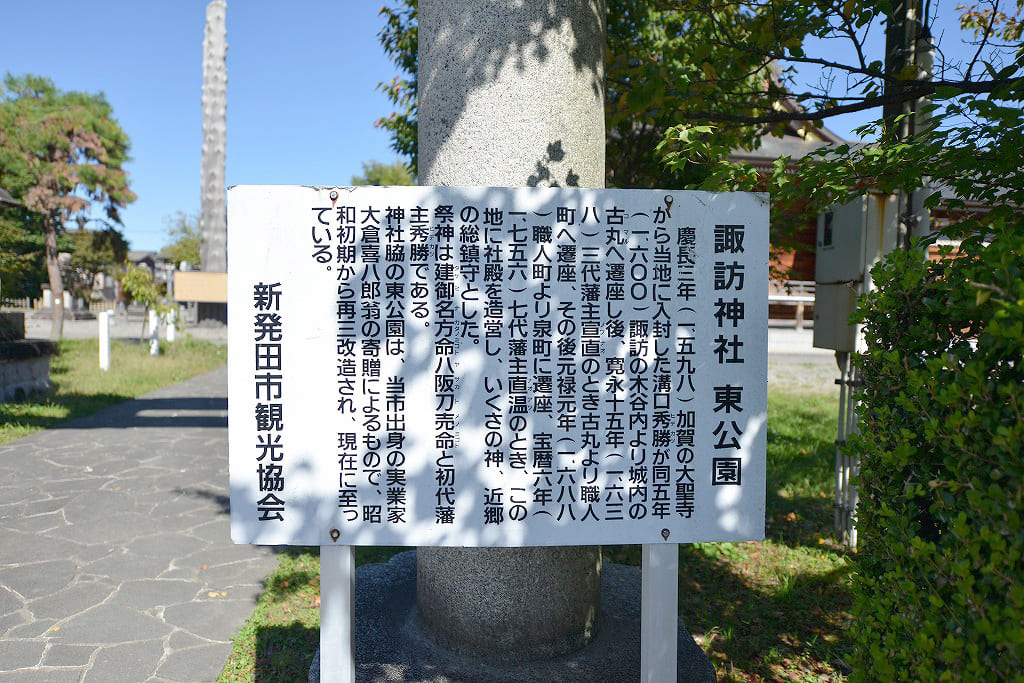 諏訪神社 東公園
慶長三年(一五九八)加賀の大聖寺
から当地に入封した溝口秀勝が同五年
(一六〇〇)諏訪の木谷内より城内の
古丸へ遷座し後、寛永十五年(一六三
八)三代藩主宣直のとき古丸より職人
町へ遷座、その後元禄元年(一六八八
)職人町より泉町に遷座、宝暦六年(
一七五六)七代藩主直温のとき、この
地に社殿を造営し、いくさの神、近郷
の総鎮守とした。
祭神は建御名方命八阪刀売命と初代藩
主秀勝である。
神社脇の東公園は、当市出身の実業家
大倉喜八郎翁の寄贈によるもので、昭
和初期から再三改造され、現在に至っ
ている。
新発田市観光協会